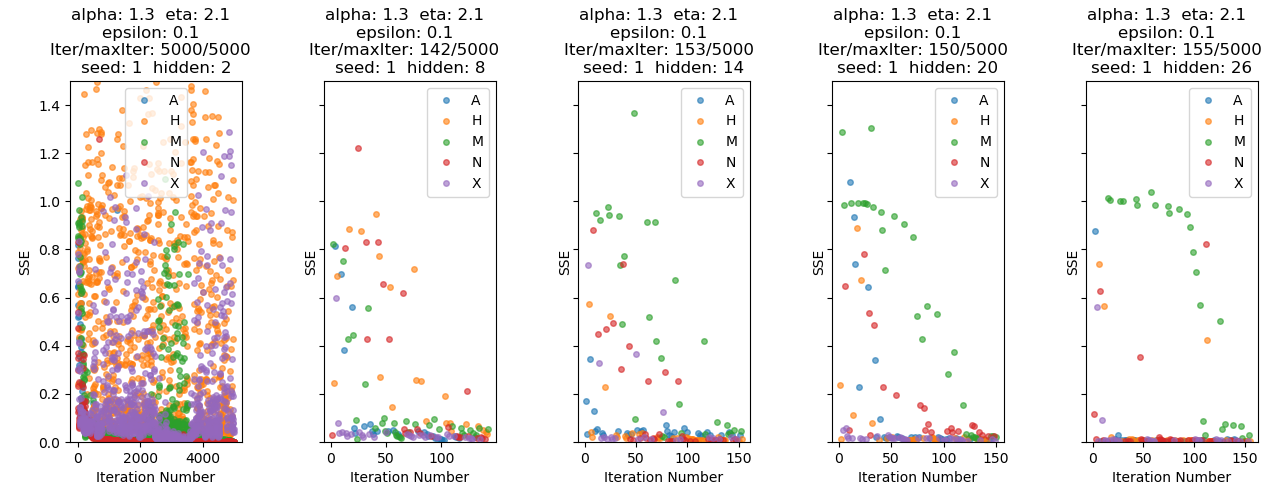 alpha: 1.3  eta: 2.1
epsilon: 0.1
Iter/maxIter: 5000/5000
seed: 1  hidden: 2
SSE
1.4
1.2
1.0
0.8
0.6
0.4
0.2
0.0
0
2000
4000
Iteration Number
A
H
M
N
X
alpha: 1.3  eta: 2.1
epsilon: 0.1
Iter/maxIter: 142/5000
seed: 1  hidden: 8
SSE
0
50
100
Iteration Number
A
H
M
N
X
alpha: 1.3  eta: 2.1
epsilon: 0.1
Iter/maxIter: 153/5000
seed: 1  hidden: 14
SSE
0
50
100
150
Iteration Number
A
H
M
N
X
alpha: 1.3  eta: 2.1
epsilon: 0.1
Iter/maxIter: 150/5000
seed: 1  hidden: 20
SSE
0
50
100
150
Iteration Number
A
H
M
N
X
alpha: 1.3  eta: 2.1
epsilon: 0.1
Iter/maxIter: 155/5000
seed: 1  hidden: 26
SSE
0
50
100
150
Iteration Number
A
H
M
N
X